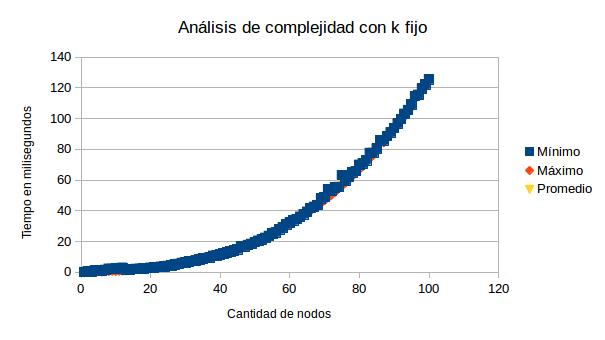 Análisis de complejidad con k fijo
140
120
100
80
60
40
20
0
0 20 40 60 80 100 120
Tiempo en milisegundos
Cantidad de nodos
Mínimo
Máximo
Promedio